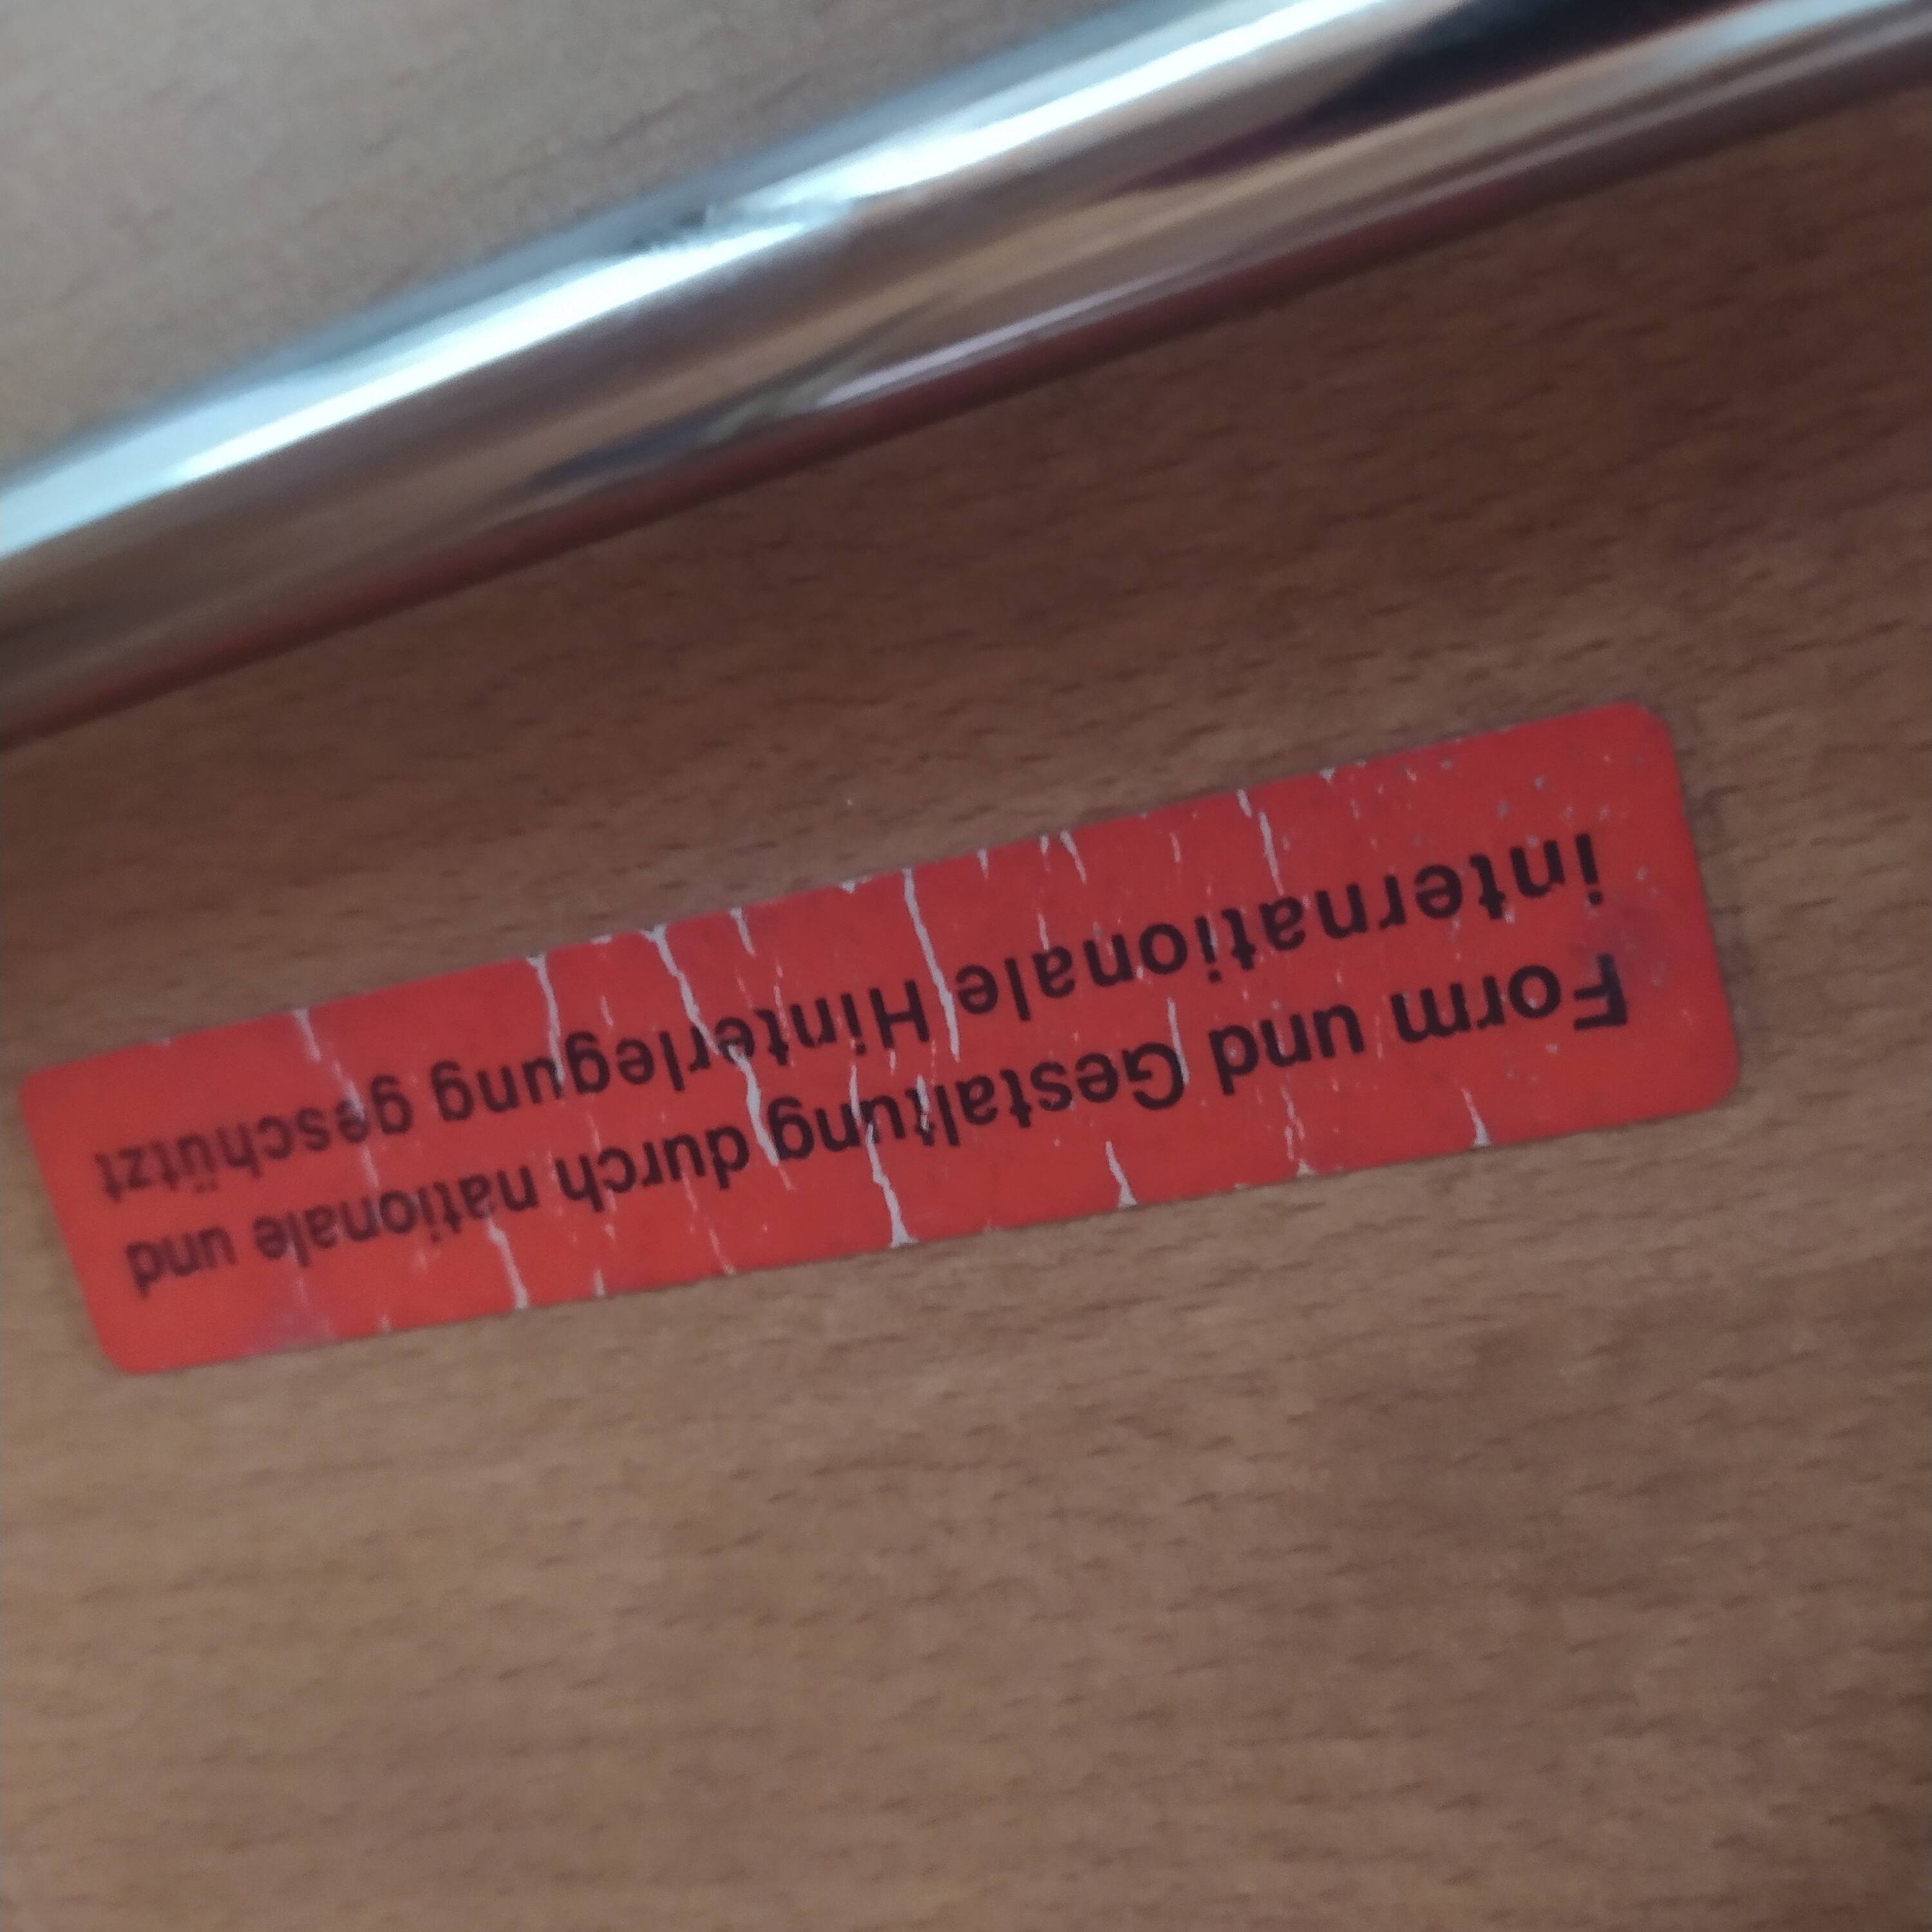 Form und Gestaltung durch nationale und
internationale Hinterlegung geschützt